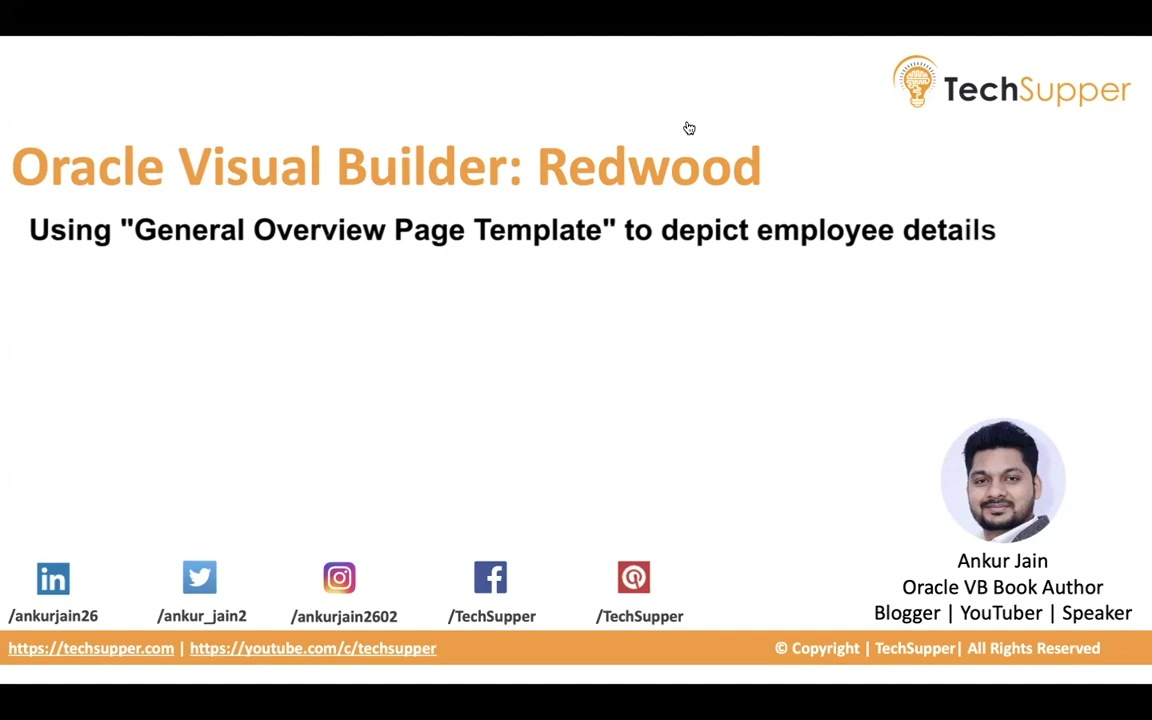 TechSupper
Oracle Visual Builder: Redwood
Using "General Overview Page Template" to depict employee details
Ankur Jain
Oracle VB Book Author
Blogger | YouTuber | Speaker
in
/ankurjain26
/ankur_jain2
/ankurjain2602
/TechSupper
/TechSupper
https://techsupper.com | https://youtube.com/c/techsupper
© Copyright | TechSupper| All Rights Reserved